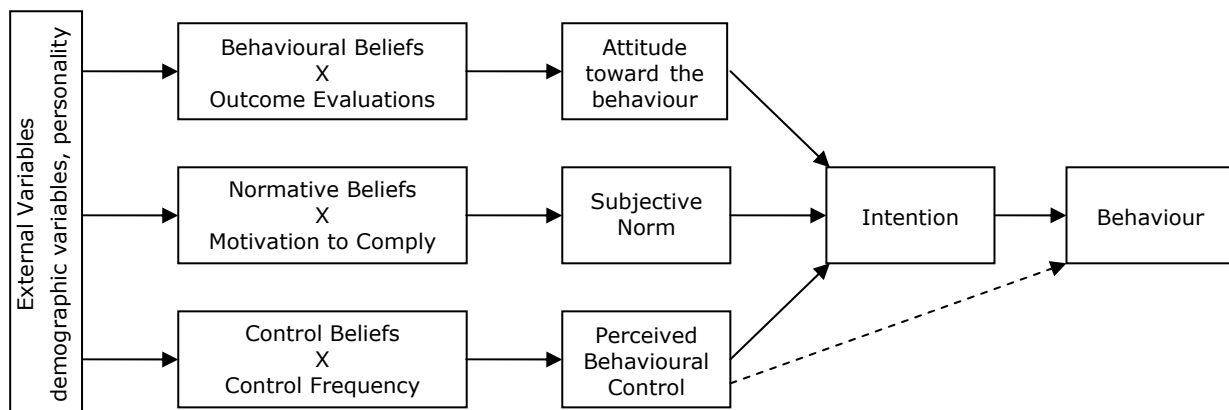 External Variables
demographic variables, personality
Behavioural Beliefs
X
Outcome Evaluations
Attitude
toward the
behaviour
Normative Beliefs
X
Motivation to Comply
Subjective
Norm
Intention
Behaviour
Control Beliefs
X
Control Frequency
Perceived
Behavioural
Control